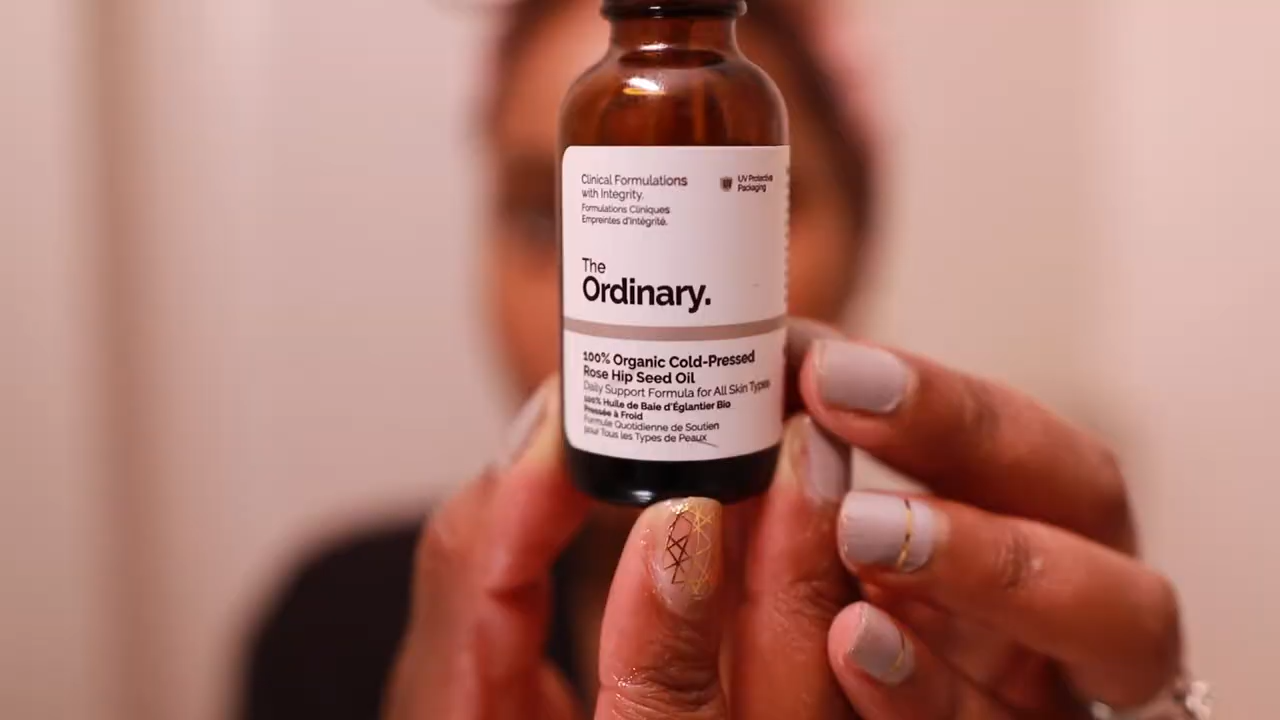 Clinical Formulations
with Integrity.
Formulations Cliniques
Empreintes d'Intégrité.
UV Protective
Packaging
The
Ordinary.
100% Organic Cold-Pressed
Rose Hip Seed Oil
Daily Support Formula for All Skin Types
100% Huile de Baie d'Églantier Bio
Pressée à Froid
Formule Quotidienne de Soutien
pour Tous les Types de Peaux